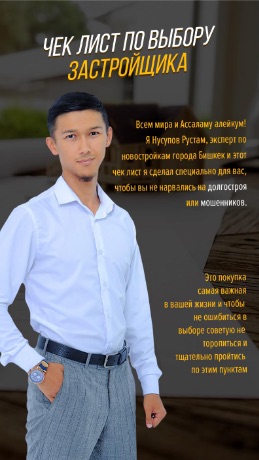 ЧЕК ЛИСТ ПО ВЫБОРУ
ЗАСТРОЙЩИКА
Всем мира и Ассаламу алейкум!
Я Нусупов Рустам, эксперт по
новостройкам города Бишкек и этот
чек лист я сделал специально для вас,
чтобы вы не нарвались на долгостроя
или мошенников.
Это покупка
самая важная
в вашей жизни и чтобы
не ошибиться в
выборе советую не
торопиться и
тщательно пройтись
по этим пунктам